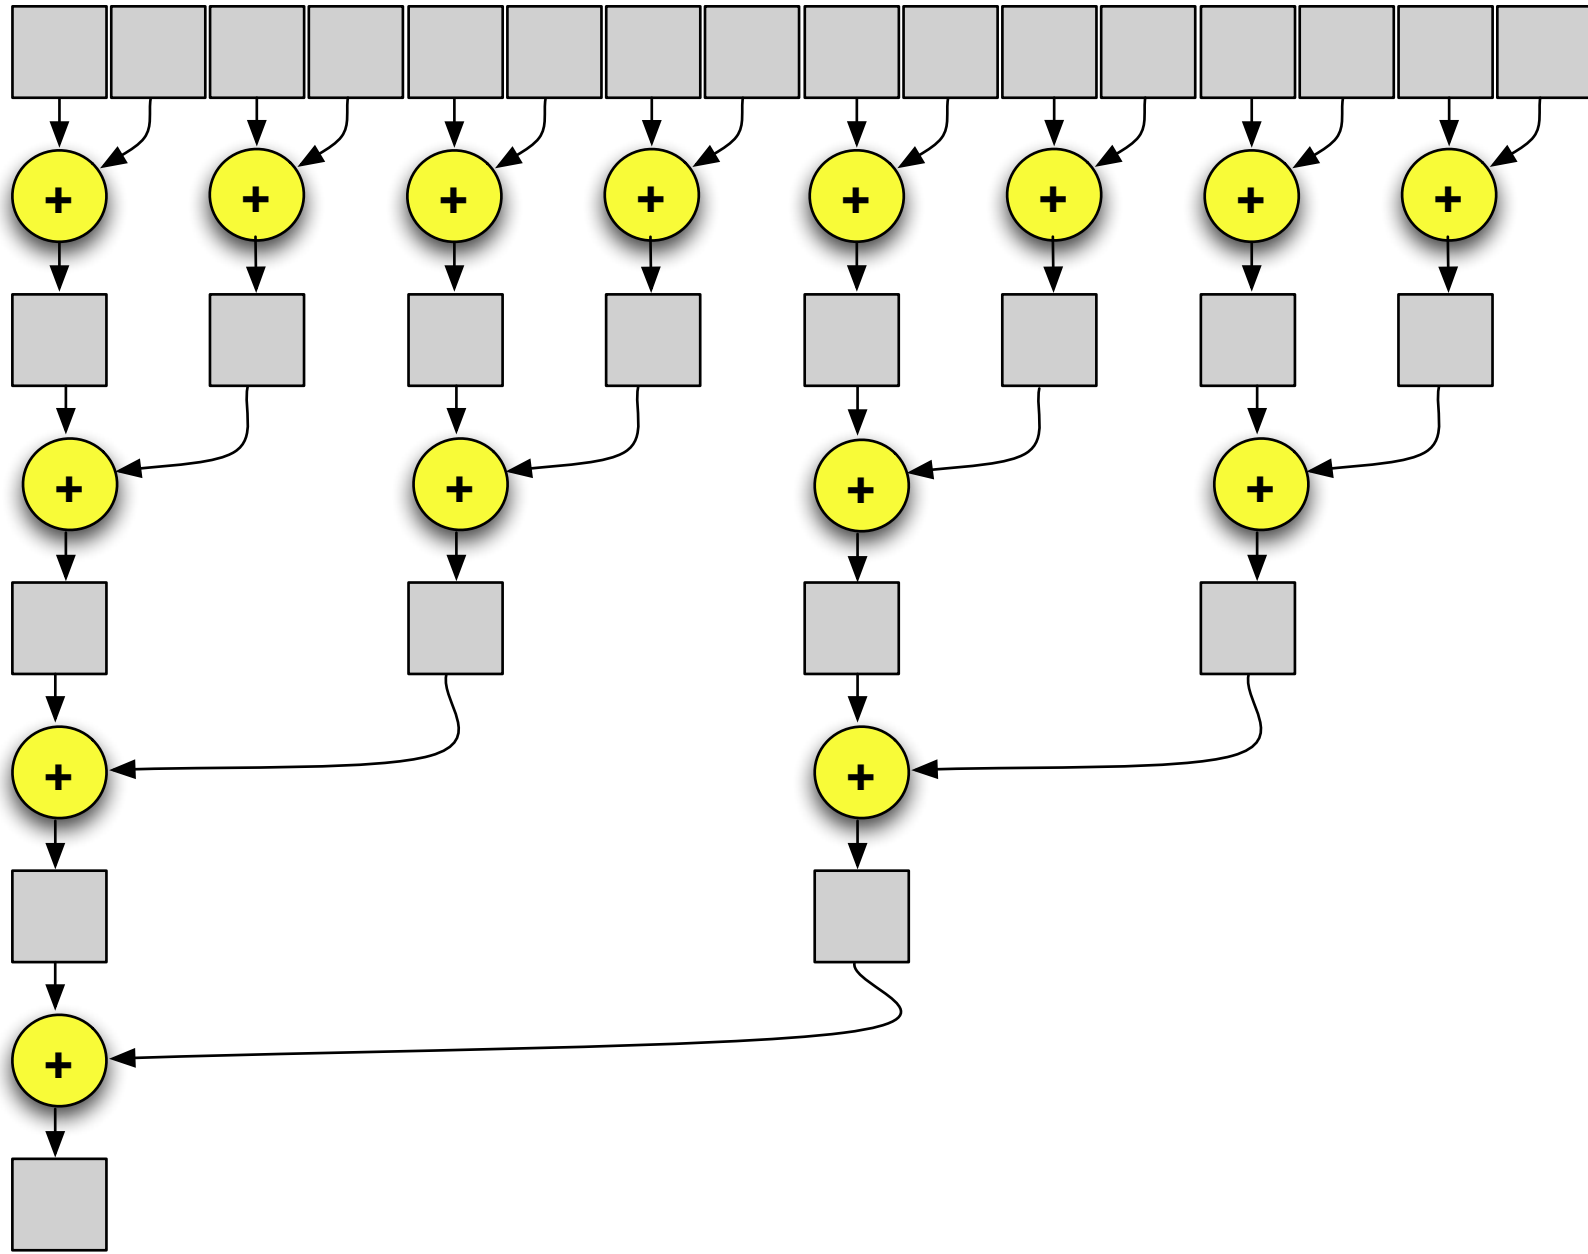 + + + + + + + +
+ + + +
+ +
+